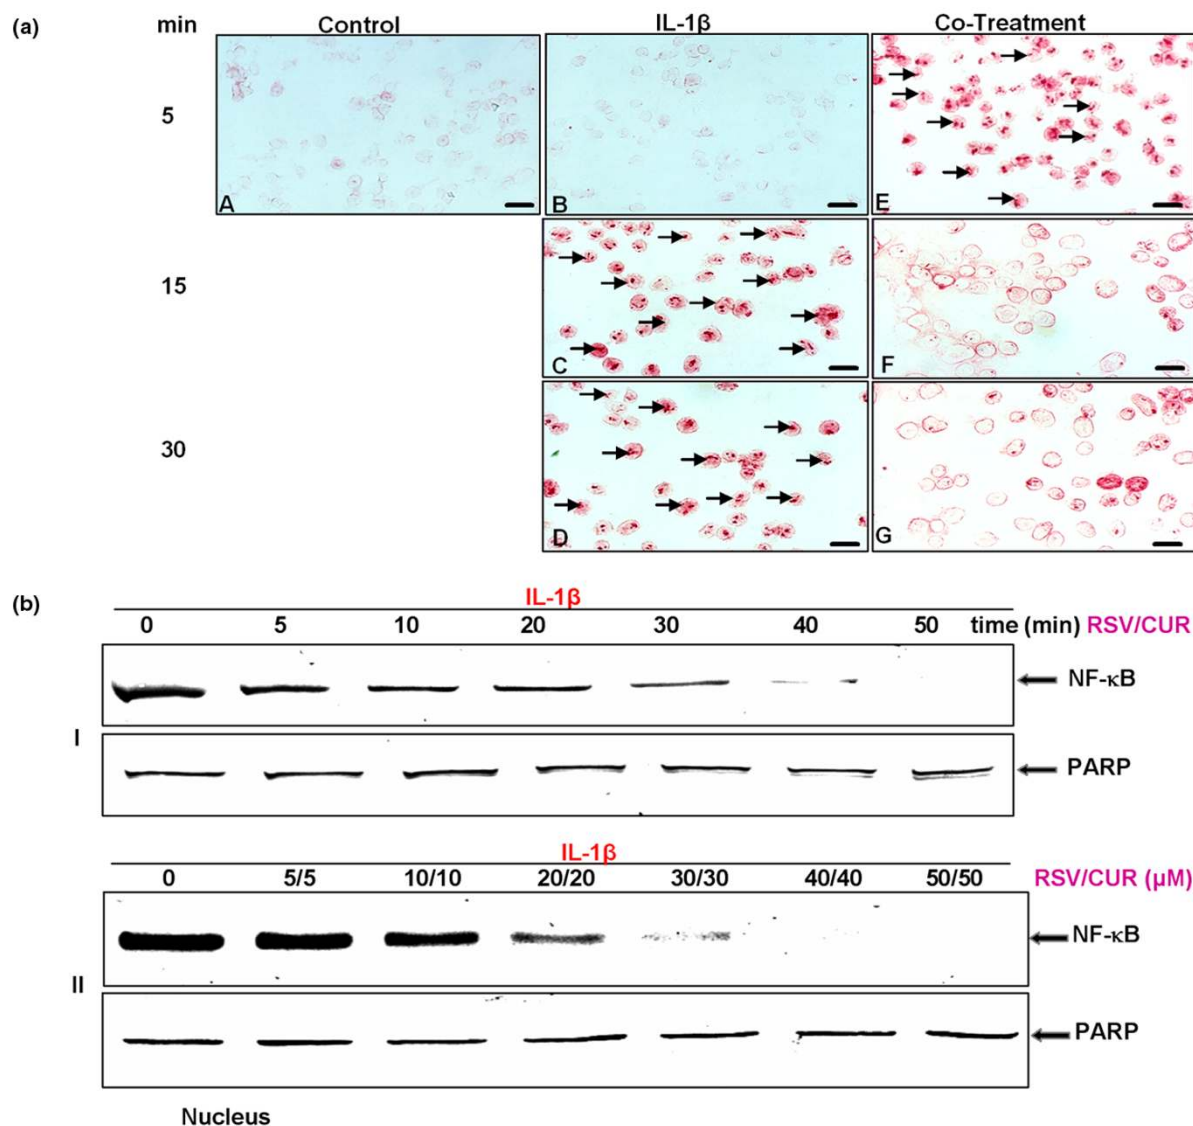 (a)
min Control IL-1β Co-Treatment
5
A B E
15
C F
30
D G
(b)
IL-1β
0 5 10 20 30 40 50 time (min) RSV/CUR
NF-κB
I
PARP
IL-1β
0 5/5 10/10 20/20 30/30 40/40 50/50 RSV/CUR (µM)
NF-κB
II
PARP
Nucleus